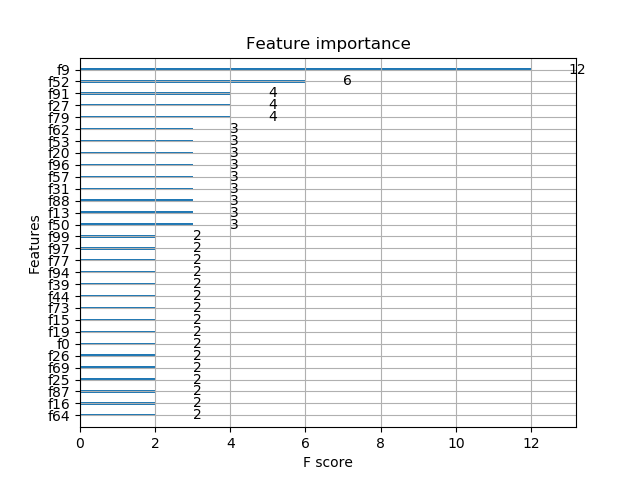 Feature importance
f9 12
f52 6
f91 4
f27 4
f79 4
f62 3
f53 3
f20 3
f96 3
f57 3
f31 3
f88 3
f13 3
f50 3
f99 2
f97 2
f77 2
f94 2
f39 2
f44 2
f73 2
f15 2
f19 2
f0 2
f26 2
f69 2
f25 2
f87 2
f16 2
f64 2
Features
0 2 4 6 8 10 12
F score